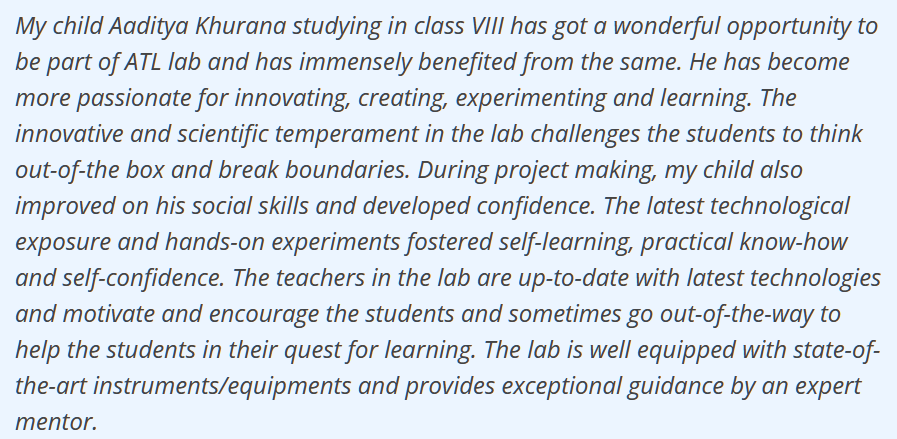 My child Aaditya Khurana studying in class VIII has got a wonderful opportunity to
be part of ATL lab and has immensely benefited from the same. He has become
more passionate for innovating, creating, experimenting and learning. The
innovative and scientific temperament in the lab challenges the students to think
out-of-the box and break boundaries. During project making, my child also
improved on his social skills and developed confidence. The latest technological
exposure and hands-on experiments fostered self-learning, practical know-how
and self-confidence. The teachers in the lab are up-to-date with latest technologies
and motivate and encourage the students and sometimes go out-of-the-way to
help the students in their quest for learning. The lab is well equipped with state-of-
the-art instruments/equipments and provides exceptional guidance by an expert
mentor.